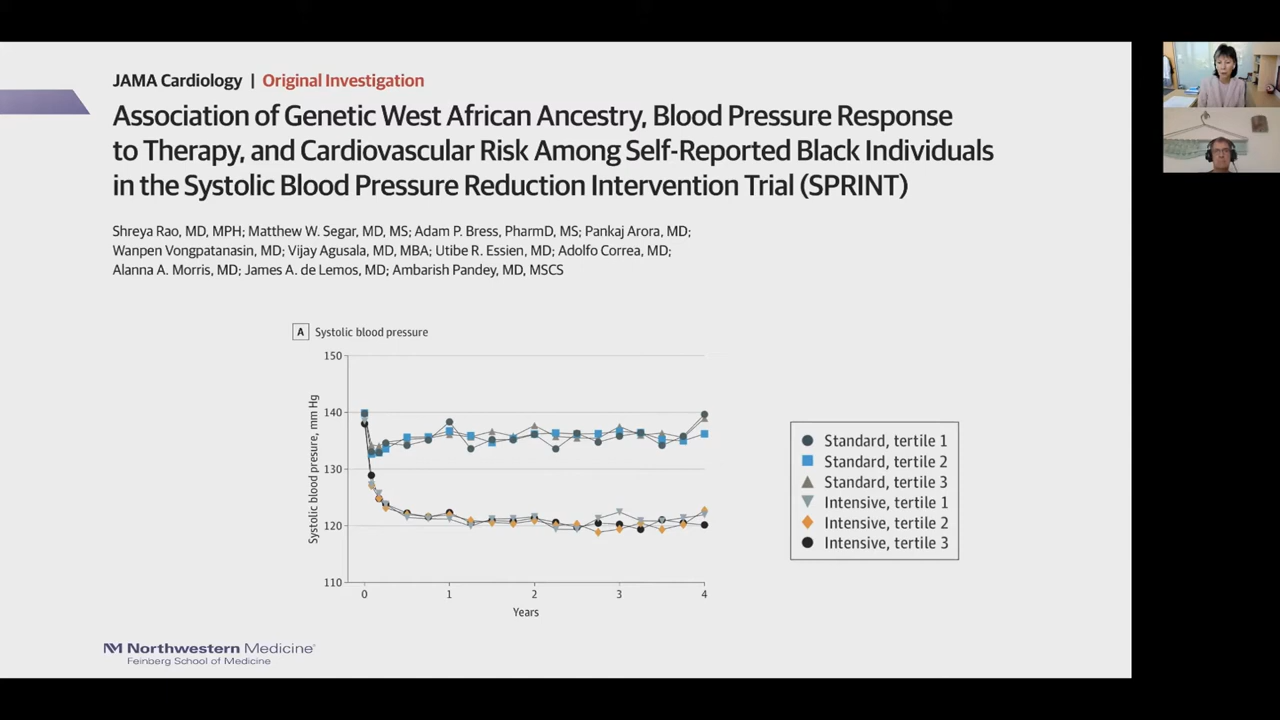 JAMA Cardiology | Original Investigation
Association of Genetic West African Ancestry, Blood Pressure Response
to Therapy, and Cardiovascular Risk Among Self-Reported Black Individuals
in the Systolic Blood Pressure Reduction Intervention Trial (SPRINT)
Shreya Rao, MD, MPH; Matthew W. Segar, MD, MS; Adam P. Bress, PharmD, MS; Pankaj Arora, MD;
Wanpen Vongpatanasin, MD; Vijay Agusala, MD, MBA; Utibe R. Essien, MD; Adolfo Correa, MD;
Alanna A. Morris, MD; James A. de Lemos, MD; Ambarish Pandey, MD, MSCS
A Systolic blood pressure
150
140
130
120
110
Systolic blood presure, mm Hg
0 1 2 3 4
Years
Standard, tertile 1
Standard, tertile 2
Standard, tertile 3
Intensive, tertile 1
Intensive, tertile 2
Intensive, tertile 3
Northwestern Medicine®
Feinberg School of Medicine